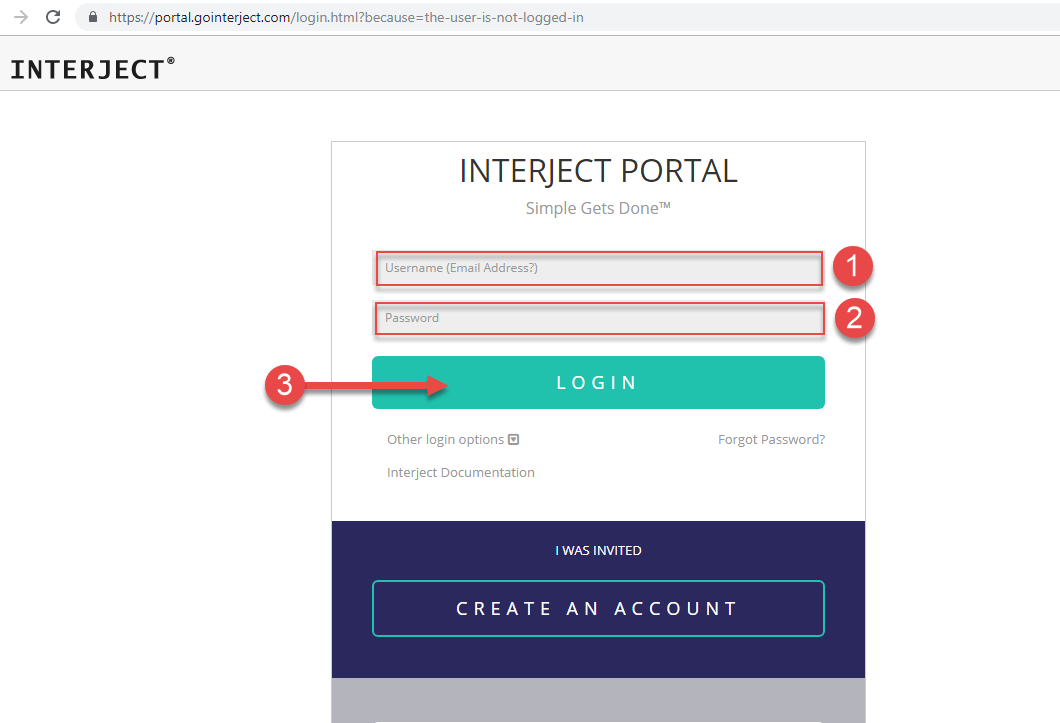 https://portal.gointerject.com/login.html?because=the-user-is-not-logged-in
INTERJECT®
INTERJECT PORTAL
Simple Gets Done™
Username (Email Address?)
1
Password
2
3
LOGIN
Other login options
Forgot Password?
Interject Documentation
I WAS INVITED
CREATE AN ACCOUNT